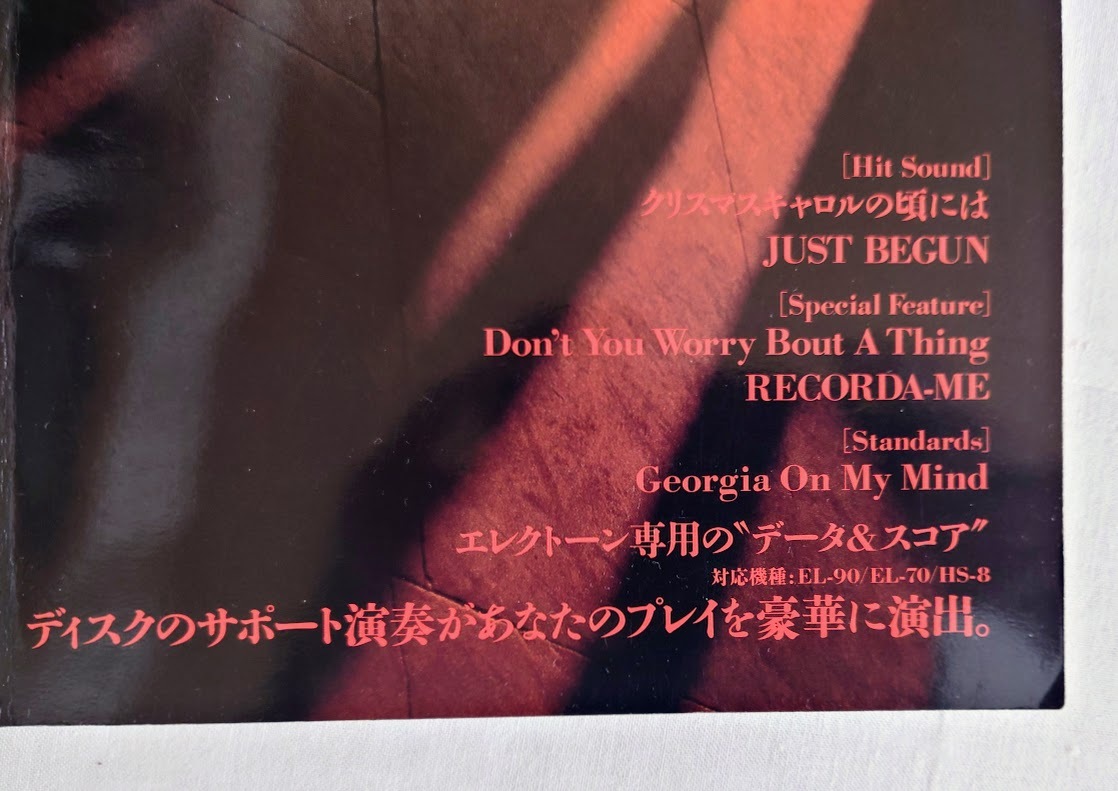 [Hit Sound]
クリスマスキャロルの頃には
JUST BEGUN
[Special Feature]
Don't You Worry Bout A Thing
RECORDA-ME
[Standards]
Georgia On My Mind
エレクトーン専用の〝データ&スコア〟
対応機種:EL-90/EL-70/HS-8
ディスクのサポート演奏があなたのプレイを豪華に演出。